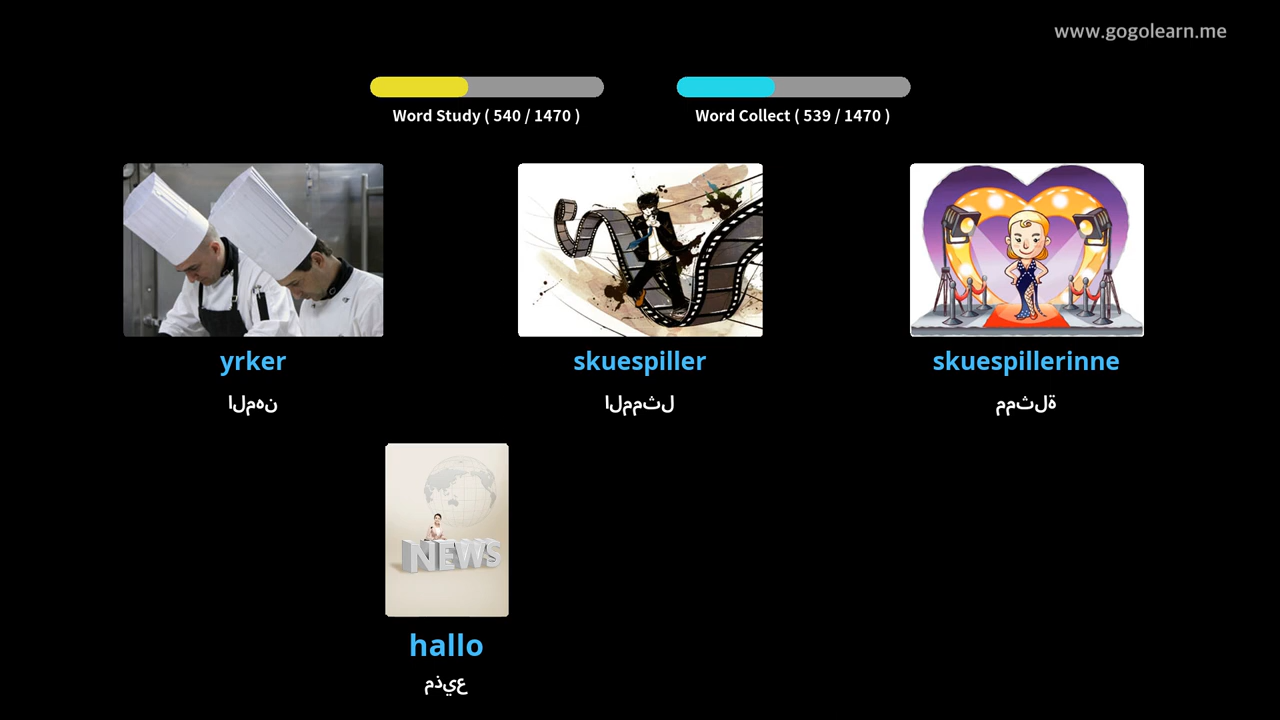 www.gogolearn.me
Word Study ( 540 / 1470 )
Word Collect ( 539 / 1470 )
yrker
skuespiller
skuespillerinne
المهن
الممثل
ممثلة
NEWS
hallo
مذيع